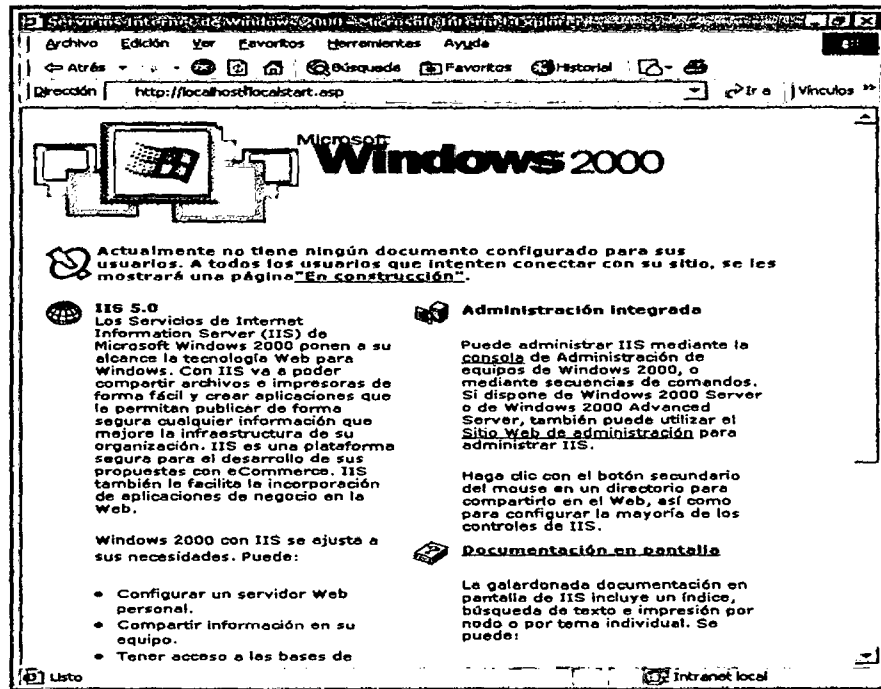 Servicios Internet de Windows 2000 - Microsoft Internet Explorer
Archivo Edición Ver Favoritos Herramientas Ayuda
Atrás Búsqueda Favoritos Historial
Dirección http://localhost/localstart.asp Ir a Vínculos »
Microsoft
Windows 2000
Actualmente no tiene ningún documento configurado para sus
usuarios. A todos los usuarios que intenten conectar con su sitio, se les
mostrará una página "En construcción".
IIS 5.0
Los Servicios de Internet
Information Server (IIS) de
Microsoft Windows 2000 ponen a su
alcance la tecnología Web para
Windows. Con IIS va a poder
compartir archivos e impresoras de
forma fácil y crear aplicaciones que
le permitan publicar de forma
segura cualquier información que
mejore la infraestructura de su
organización. IIS es una plataforma
segura para el desarrollo de sus
propuestas con eCommerce. IIS
también le facilita la incorporación
de aplicaciones de negocio en la
Web.
Windows 2000 con IIS se ajusta a
sus necesidades. Puede:
• Configurar un servidor Web
personal.
• Compartir información en su
equipo.
• Tener acceso a las bases de
Administración integrada
Puede administrar IIS mediante la
consola de Administración de
equipos de Windows 2000, o
mediante secuencias de comandos.
Si dispone de Windows 2000 Server
o de Windows 2000 Advanced
Server, también puede utilizar el
Sitio Web de administración para
administrar IIS.
Haga clic con el botón secundario
del mouse en un directorio para
compartirlo en el Web, así como
para configurar la mayoría de los
controles de IIS.
Documentación en pantalla
La galardonada documentación en
pantalla de IIS incluye un índice,
búsqueda de texto e impresión por
nodo o por tema individual. Se
puede:
Listo Intranet local